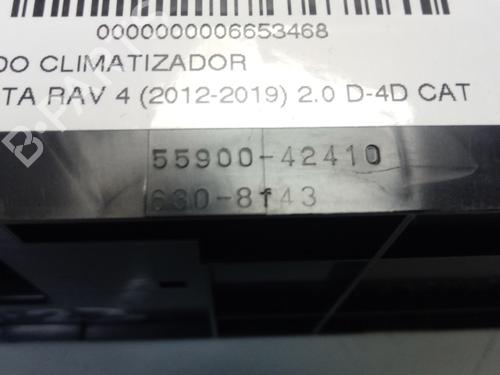 0000000006653468
DO CLIMATIZADOR
TA RAV 4 (2012-2019) 2.0 D-4D CAT
55900-42410
630-8143